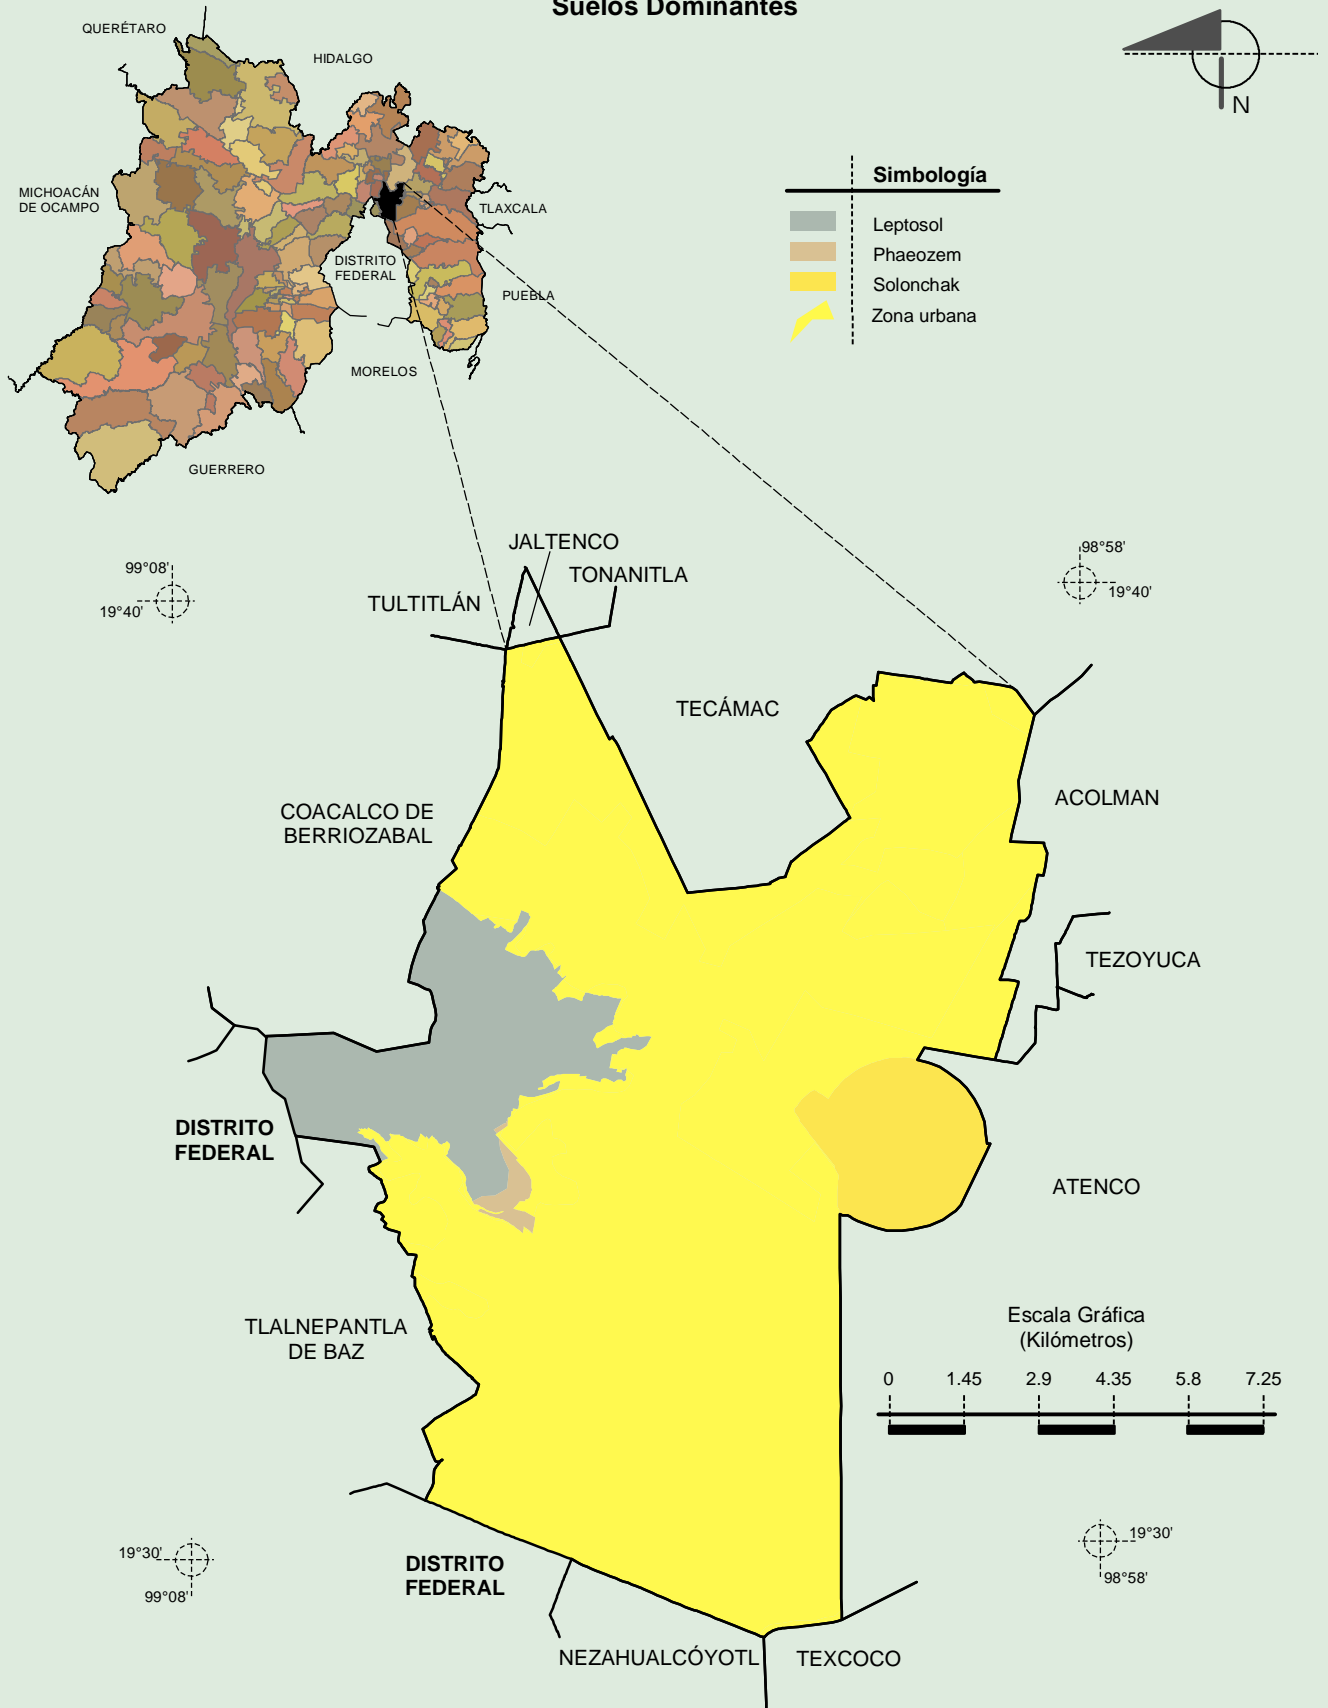 Suelos Dominantes
QUERÉTARO
HIDALGO
N
MICHOACÁN
DE OCAMPO
TLAXCALA
DISTRITO
FEDERAL
PUEBLA
MORELOS
GUERRERO
Simbología
Leptosol
Phaeozem
Solonchak
Zona urbana
99°08'
19°40'
98°58'
19°40'
JALTENCO
TONANITLA
TULTITLÁN
TECÁMAC
COACALCO DE
BERRIOZABAL
ACOLMAN
TEZOYUCA
DISTRITO
FEDERAL
ATENCO
TLALNEPANTLA
DE BAZ
Escala Gráfica
(Kilómetros)
0 1.45 2.9 4.35 5.8 7.25
19°30'
99°08'
DISTRITO
FEDERAL
19°30'
98°58'
NEZAHUALCÓYOTL
TEXCOCO